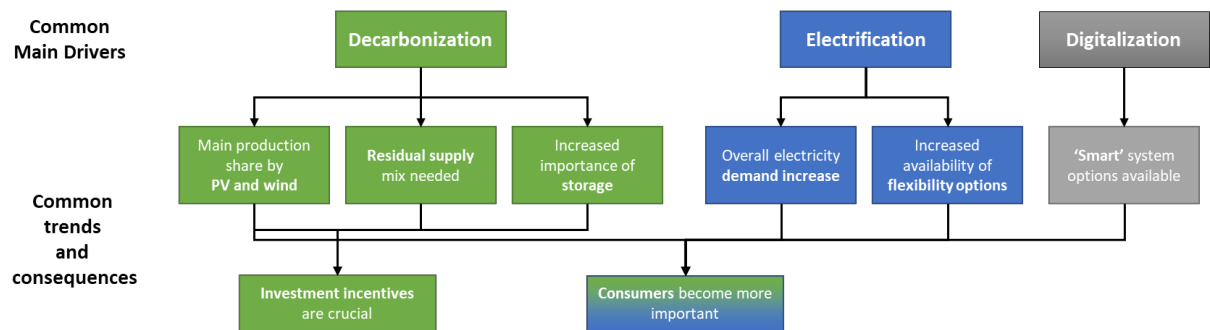 Common
Main Drivers
Decarbonization
Electrification
Digitalization
Main production
share by
PV and wind
Residual supply
mix needed
Increased
importance of
storage
Overall electricity
demand increase
Increased
availability of
flexibility options
‘Smart’ system
options available
Common
trends
and
consequences
Investment incentives
are crucial
Consumers become more
important